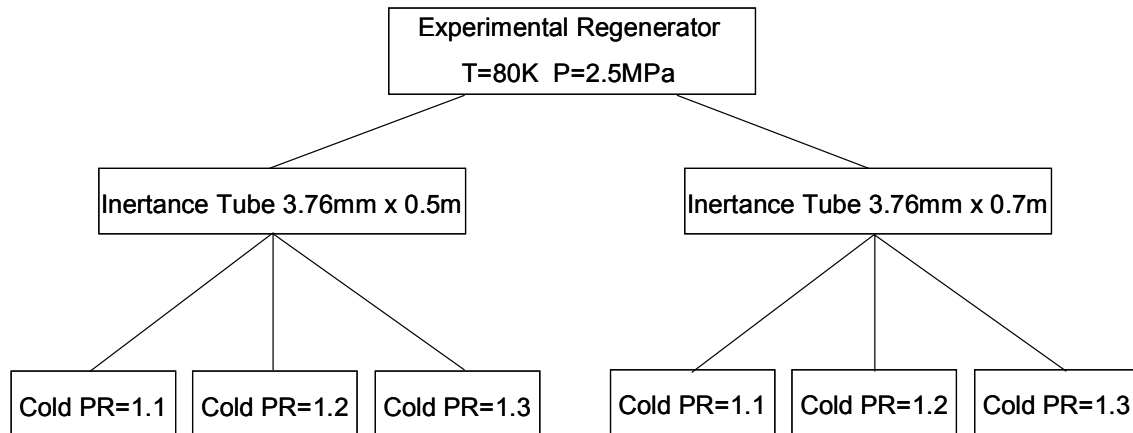 Experimental Regenerator
T=80K P=2.5MPa
Inertance Tube 3.76mm x 0.5m
Inertance Tube 3.76mm x 0.7m
Cold PR=1.1
Cold PR=1.2
Cold PR=1.3
Cold PR=1.1
Cold PR=1.2
Cold PR=1.3